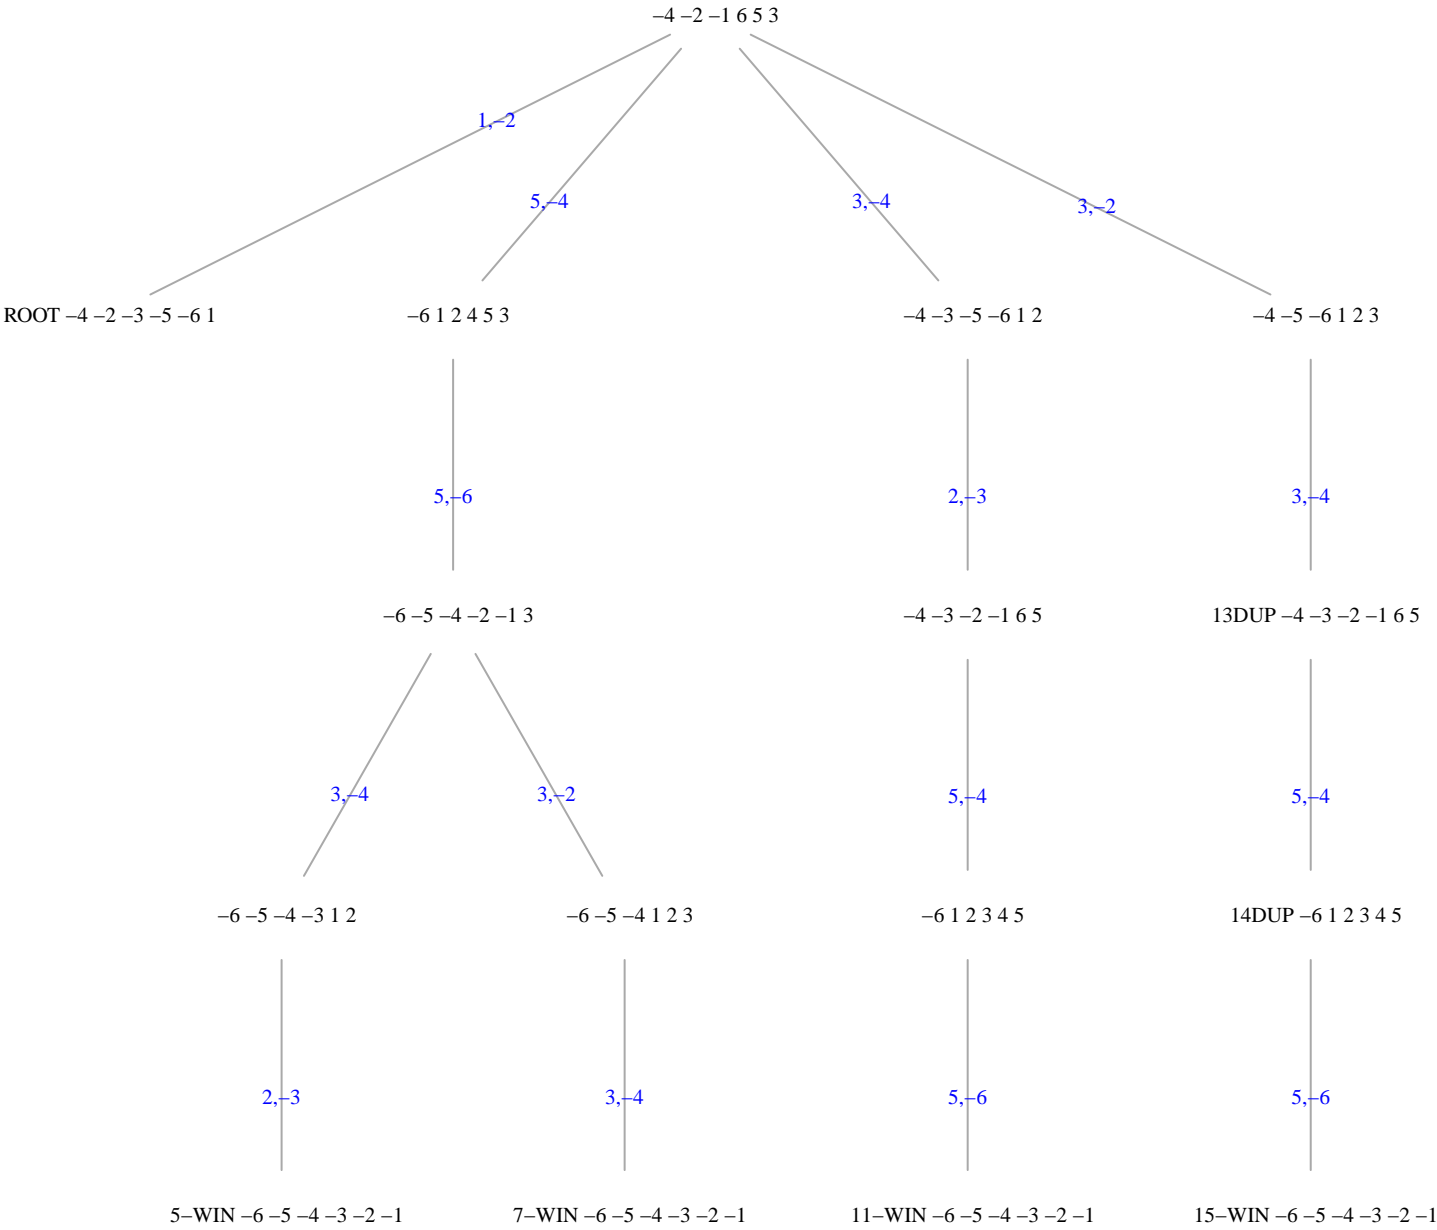 −4 −2 −1 6 5 3
1,−2
5,−4
3,−4
3,−2
ROOT −4 −2 −3 −5 −6 1
−6 1 2 4 5 3
−4 −3 −5 −6 1 2
−4 −5 −6 1 2 3
5,−6
2,−3
3,−4
−6 −5 −4 −2 −1 3
−4 −3 −2 −1 6 5
13DUP −4 −3 −2 −1 6 5
3,−4
3,−2
5,−4
5,−4
−6 −5 −4 −3 1 2
−6 −5 −4 1 2 3
−6 1 2 3 4 5
14DUP −6 1 2 3 4 5
2,−3
3,−4
5,−6
5,−6
5−WIN −6 −5 −4 −3 −2 −1
7−WIN −6 −5 −4 −3 −2 −1
11−WIN −6 −5 −4 −3 −2 −1
15−WIN −6 −5 −4 −3 −2 −1